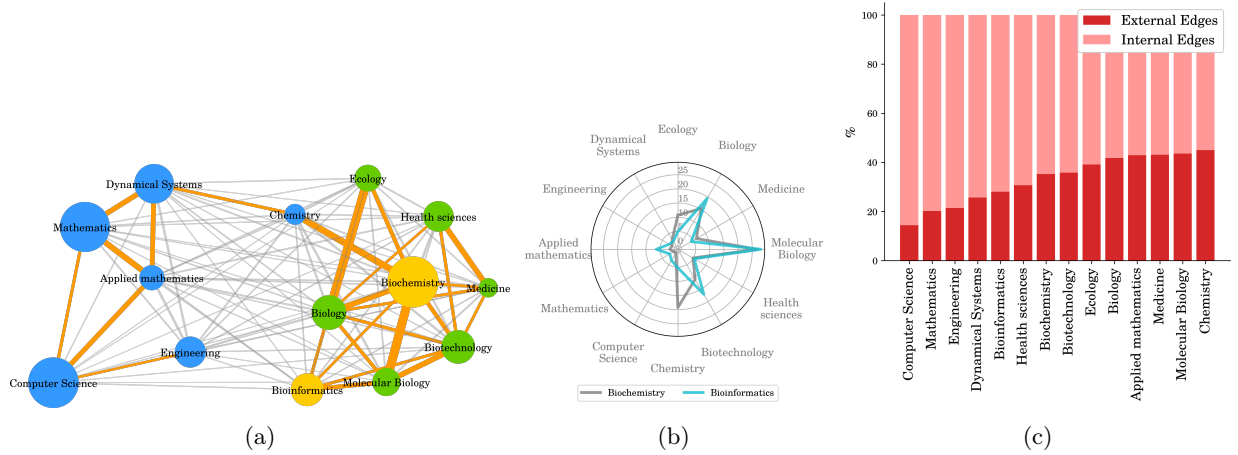 Dynamical Systems
Mathematics
Applied mathematics
Computer Science
Engineering
Chemistry
Ecology
Health sciences
Biochemistry
Medicine
Biology
Biotechnology
Bioinformatics
Molecular Biology
(a)
Ecology
Dynamical
Systems
Biology
Engineering
Medicine
Applied
mathematics
Molecular
Biology
Mathematics
Health
sciences
Computer
Science
Biotechnology
Chemistry
25
20
15
10
5
0
Biochemistry
Bioinformatics
(b)
External Edges
Internal Edges
%
100
80
60
40
20
0
Computer Science
Mathematics
Engineering
Dynamical Systems
Bioinformatics
Health sciences
Biochemistry
Biotechnology
Ecology
Biology
Applied mathematics
Medicine
Molecular Biology
Chemistry
(c)